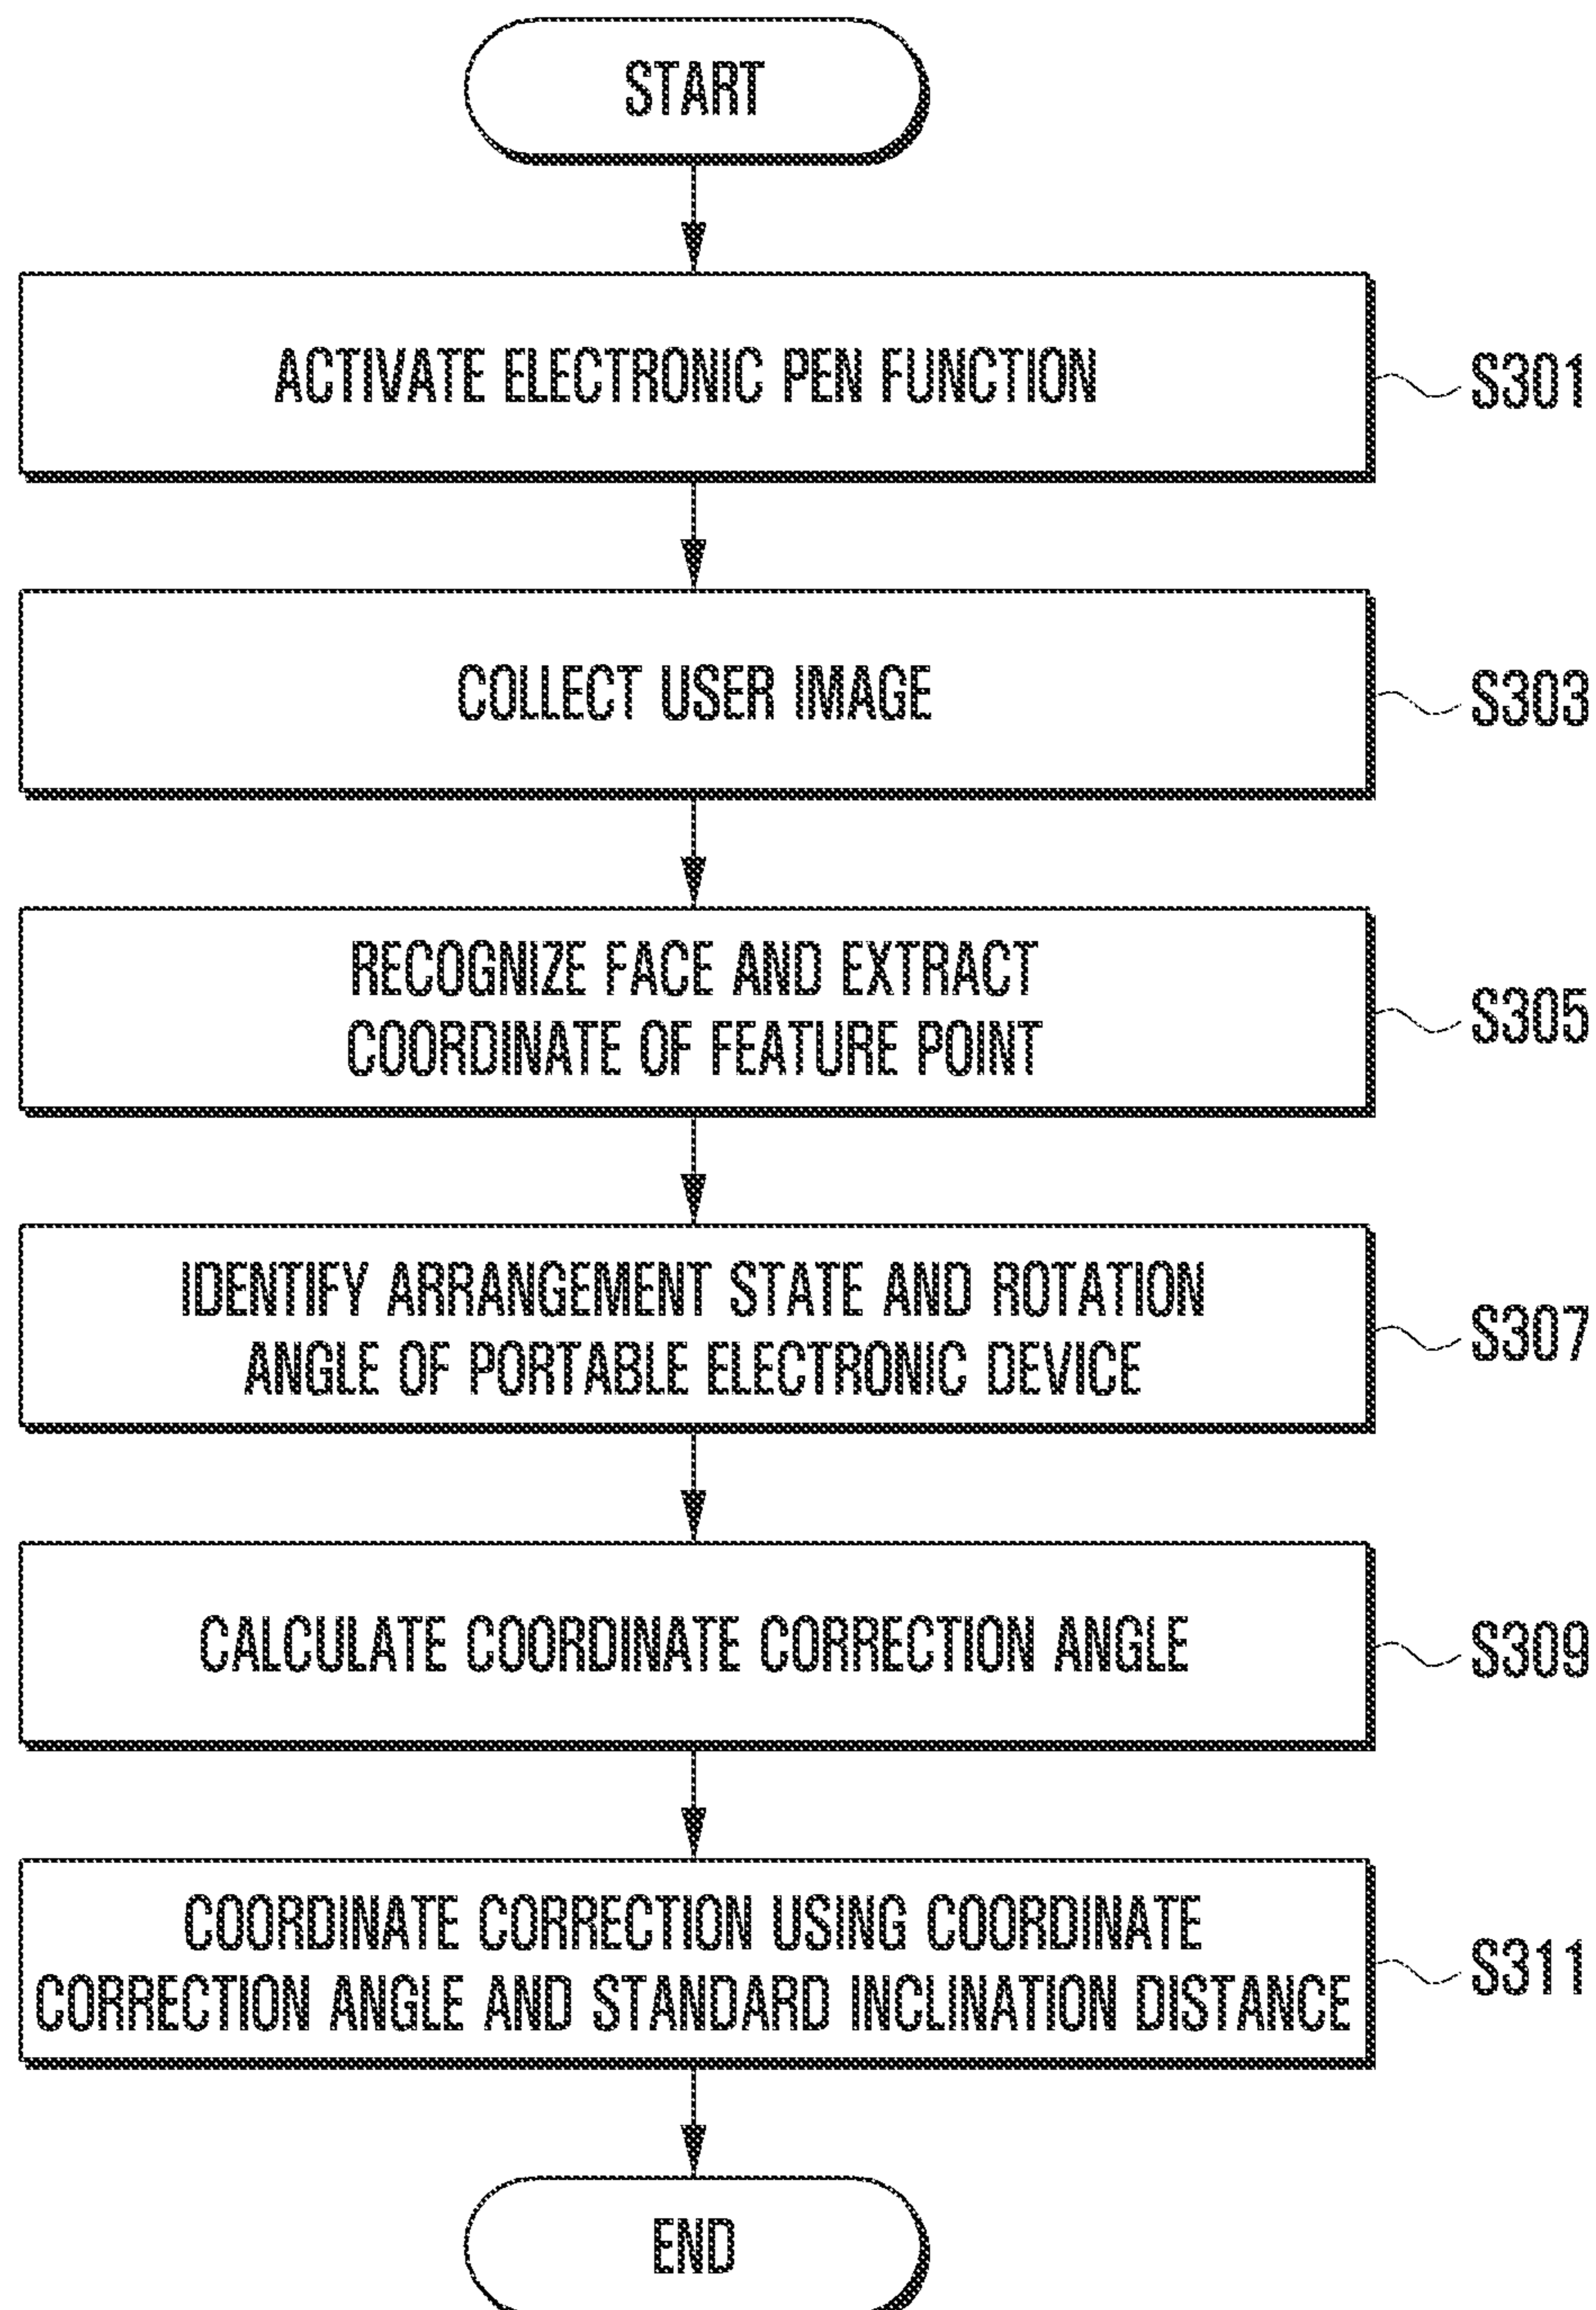 START
ACTIVATE ELECTRONIC PEN FUNCTION
S301
COLLECT USER IMAGE
S303
RECOGNIZE FACE AND EXTRACT
COORDINATE OF FEATURE POINT
S305
IDENTIFY ARRANGEMENT STATE AND ROTATION
ANGLE OF PORTABLE ELECTRONIC DEVICE
S307
CALCULATE COORDINATE CORRECTION ANGLE
S309
COORDINATE CORRECTION USING COORDINATE
CORRECTION ANGLE AND STANDARD INCLINATION DISTANCE
S311
END